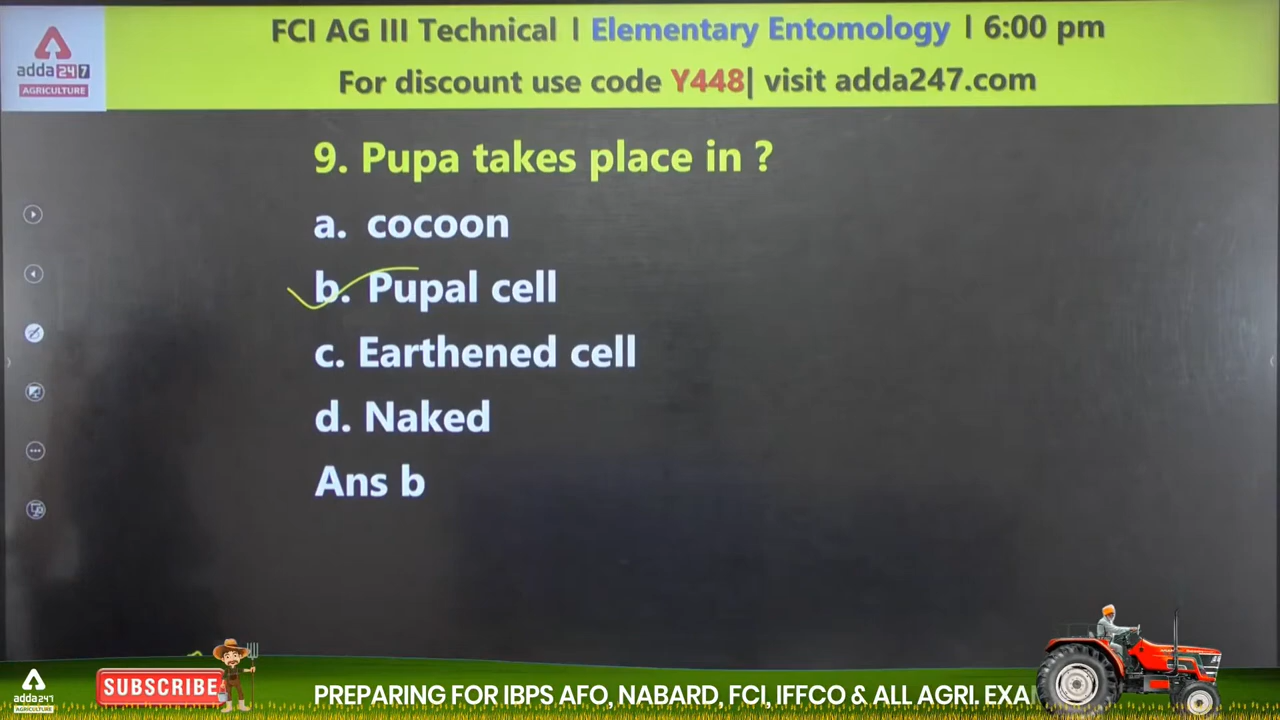 FCI AG III Technical I Elementary Entomology I 6:00 pm
For discount use code Y448| visit adda247.com
adda247
AGRICULTURE
9. Pupa takes place in ?
a. cocoon
b. Pupal cell
c. Earthened cell
d. Naked
Ans b
adda247
AGRICULTURE
SUBSCRIBE
PREPARING FOR IBPS AFO, NABARD, FCI, IFFCO & ALL AGRI. EXA